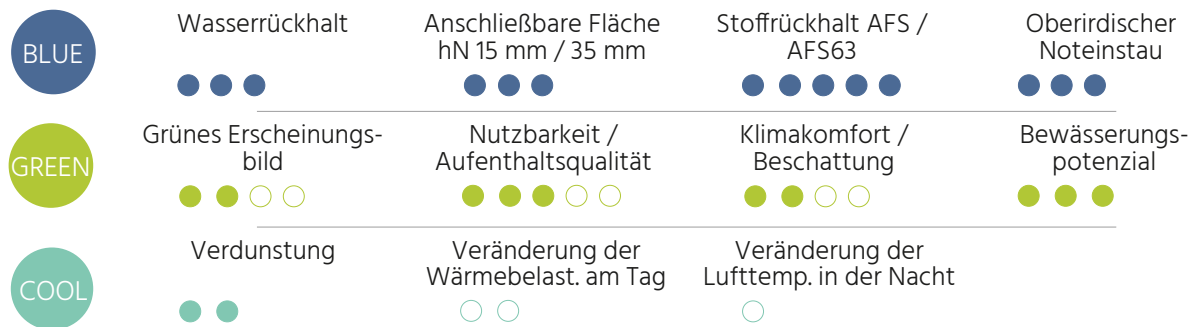 BLUE
Wasserrückhalt
Anschließbare Fläche
hN 15 mm / 35 mm
Stoffrückhalt AFS /
AFS63
Oberirdischer
Noteinstau
GREEN
Grünes Erscheinungs-
bild
Nutzbarkeit /
Aufenthaltsqualität
Klimakomfort /
Beschattung
Bewässerungs-
potenzial
COOL
Verdunstung
Veränderung der
Wärmebelast. am Tag
Veränderung der
Lufttemp. in der Nacht